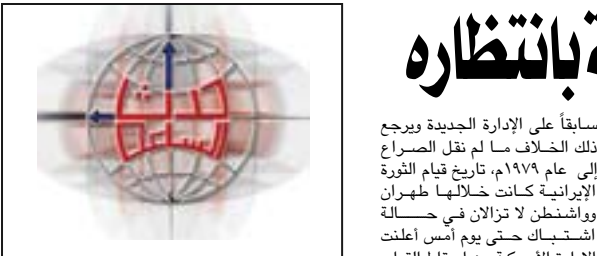 بانتظاره
سابقاً على الإدارة الجديدة ويرجع
ذلك الخلاف ما لم نقل الصراع
إلى عام ١٩٧٩م، تاريخ قيام الثورة
الإيرانية كانت خلالها طهران
وواشنطن لا تزالان في حالة
اشتباك حتى يوم أمس أعلنت
حدث
الساعة